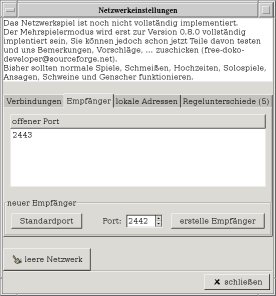 Netzwerkeinstellungen
Das Netzwerkspiel ist noch nicht vollständig implementiert.
Der Mehrspielermodus wird erst zur Version 0.8.0 vollständig
implentiert sein, Sie können jedoch schon jetzt Teile davon testen
und uns Bemerkungen, Vorschläge, ... zuschicken (free-doko-
developer@sourceforge.net).
Bisher sollten normale Spiele, Schmeißen, Hochzeiten, Solospiele,
Ansagen, Schweine und Genscher funktionieren.
Verbindungen Empfänger lokale Adressen Regelunterschiede (5)
offener Port
2443
neuer Empfänger
Standardport Port: 2442 erstelle Empfänger
leere Netzwerk
schließen